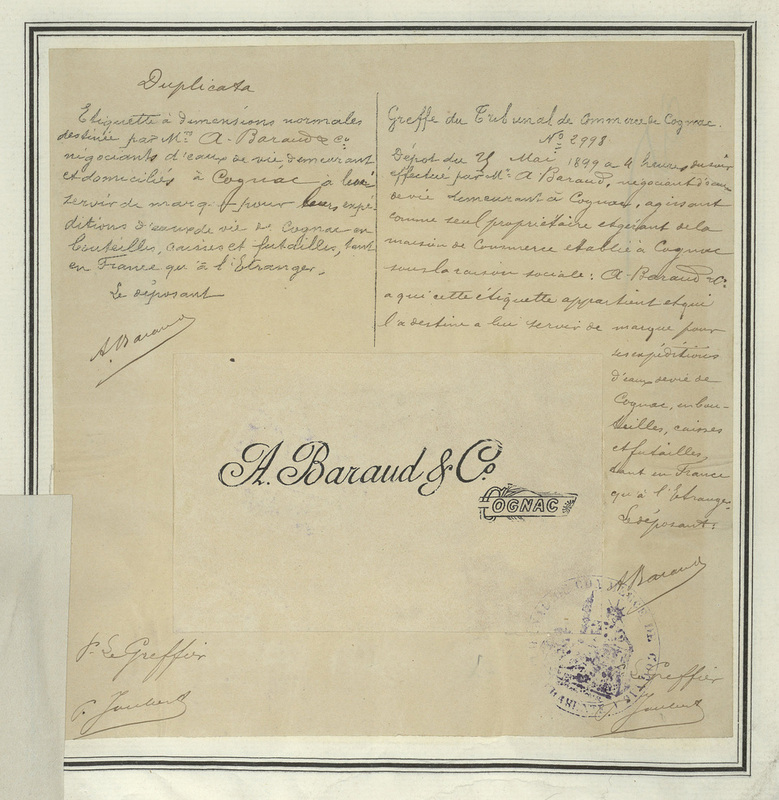 Duplicata
Etiquette à dimensions normales
destinée par Mrs A. Baraud & Co
négociants d'eaux de vie demeurant
et domiciliés à Cognac à leur
servir de marque pour leurs expé-
ditions d'eaux de vie de Cognac en
bouteilles, caisses et futailles, tant
en France qu'à l'Etranger.
Le déposant
A. Baraud
Greffe du Tribunal de Commerce de Cognac.
No 2998
Dépot du 25 Mai 1899 à 4 heures du soir
effectué par Mr A Baraud, négociant d'eaux
de vie demeurant à Cognac, agissant
comme seul propriétaire et gérant de la
maison de Commerce etablie à Cognac
sous la raison sociale: A. Baraud & Co.
a qui cette étiquette appartient et qui
l'a destine a lui servir de marque pour
ses expéditions
d'eaux de vie de
Cognac, en bou-
teilles, caisses
et futailles,
tant en France
qu'à l'Etranger.
Le déposant:
A Baraud
A. Baraud & Co
COGNAC
Pr Le Greffier
P. Joubert
Le Greffier
Joubert